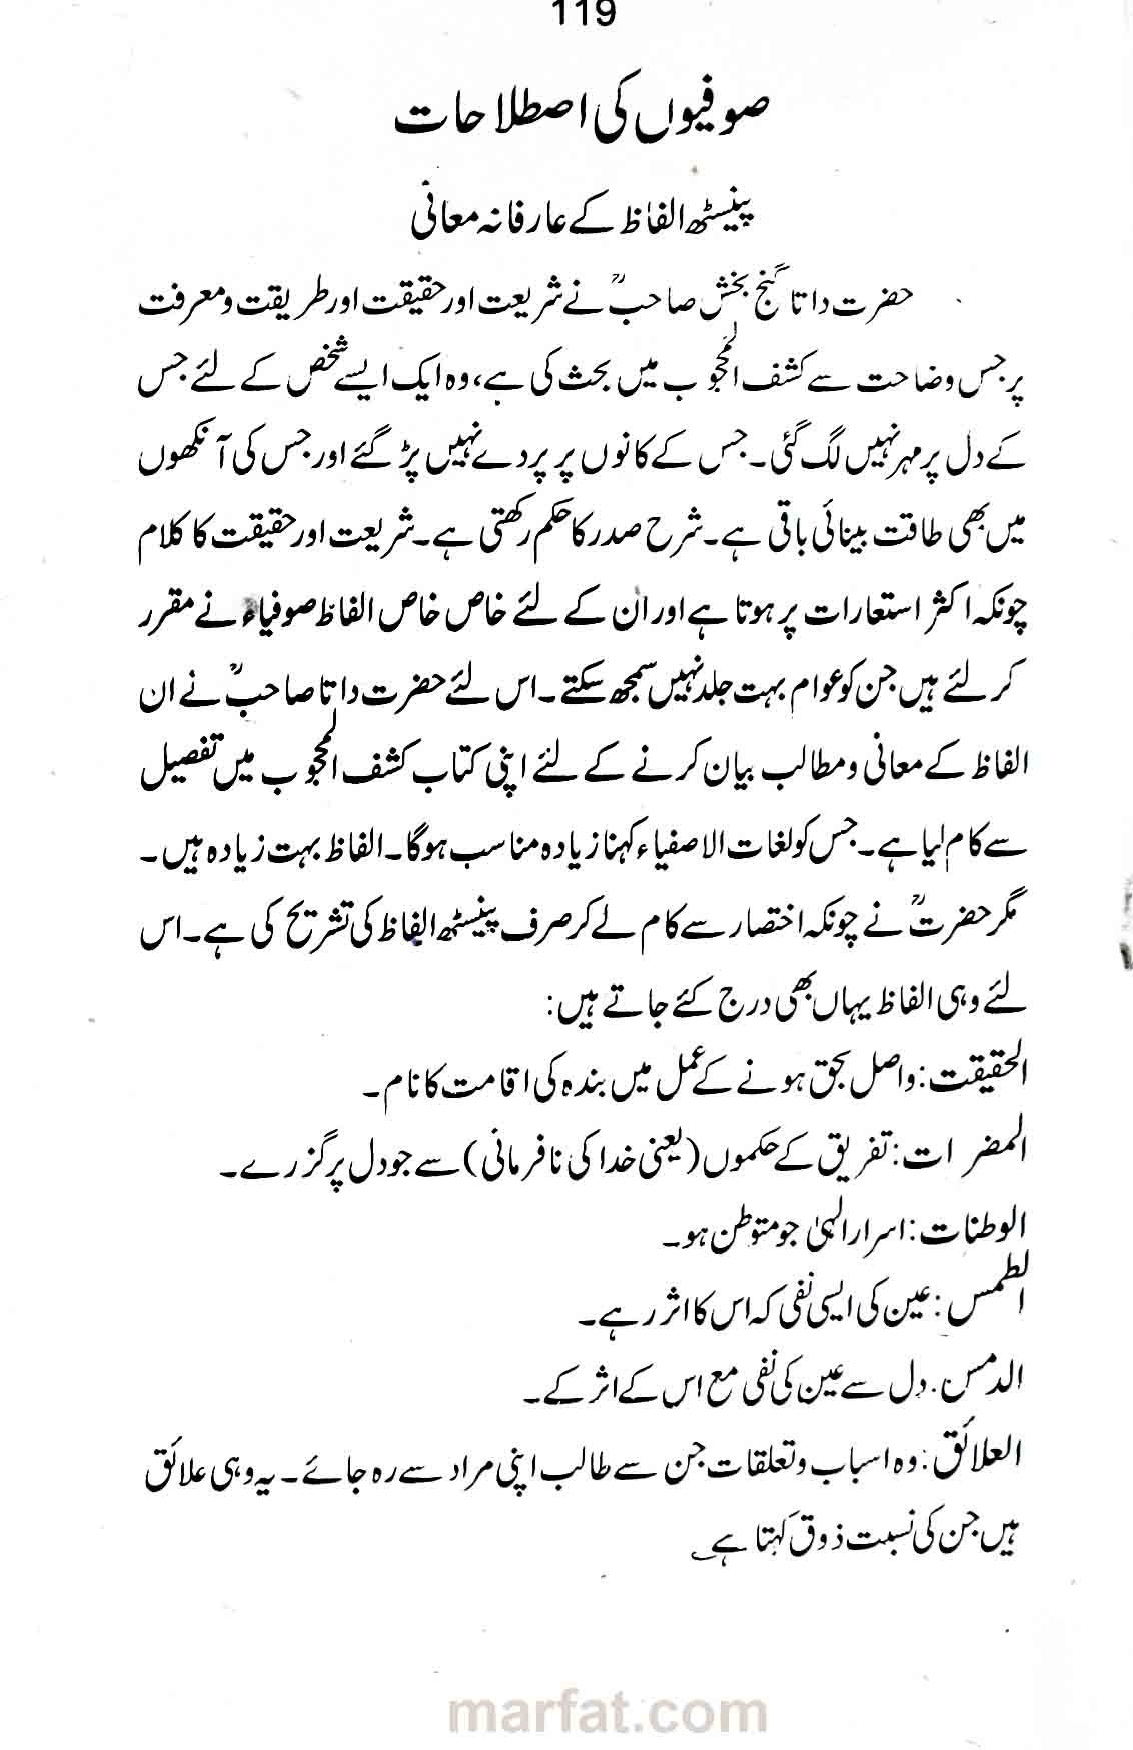 119
صوفیوں کی اصطلاحات
پینسٹھ الفاظ کے عارفانہ معانی
حضرت داتا گنج بخش صاحبؒ نے شریعت اور حقیقت اور طریقت و معرفت
پر جس وضاحت سے کشف المحجوب میں بحث کی ہے، وہ ایک ایسے شخص کے لئے جس
کے دل پر مہر نہیں لگ گئی۔ جس کے کانوں پر پردے نہیں پڑ گئے اور جس کی آنکھوں
میں بھی طاقت بینائی باقی ہے۔ شرح صدر کا حکم رکھتی ہے۔ شریعت اور حقیقت کا کلام
چونکہ اکثر استعارات پر ہوتا ہے اور ان کے لئے خاص خاص الفاظ صوفیاء نے مقرر
کر لئے ہیں جن کو عوام بہت جلد نہیں سمجھ سکتے۔ اس لئے حضرت داتا صاحبؒ نے ان
الفاظ کے معانی و مطالب بیان کرنے کے لئے اپنی کتاب کشف المحجوب میں تفصیل
سے کام لیا ہے۔ جس کو لغات الاصفیاء کہنا زیادہ مناسب ہوگا۔ الفاظ بہت زیادہ ہیں۔
مگر حضرتؒ نے چونکہ اختصار سے کام لے کر صرف پینسٹھ الفاظ کی تشریح کی ہے۔ اس
لئے وہی الفاظ یہاں بھی درج کئے جاتے ہیں:
الحقیقت: واصل بحق ہونے کے عمل میں بندہ کی اقامت کا نام۔
المضرات: تفریق کے حکموں (یعنی خدا کی نافرمانی) سے جو دل پر گزرے۔
الوطنات: اسرار الٰہی جو متوطن ہو۔
الطمس: عین کی ایسی نفی کہ اس کا اثر رہے۔
الدمس. دل سے عین کی نفی مع اس کے اثر کے۔
العلائق: وہ اسباب و تعلقات جن سے طالب اپنی مراد سے رہ جائے۔ یہ وہی علائق
ہیں جن کی نسبت ذوق کہتا ہے
marfat.com